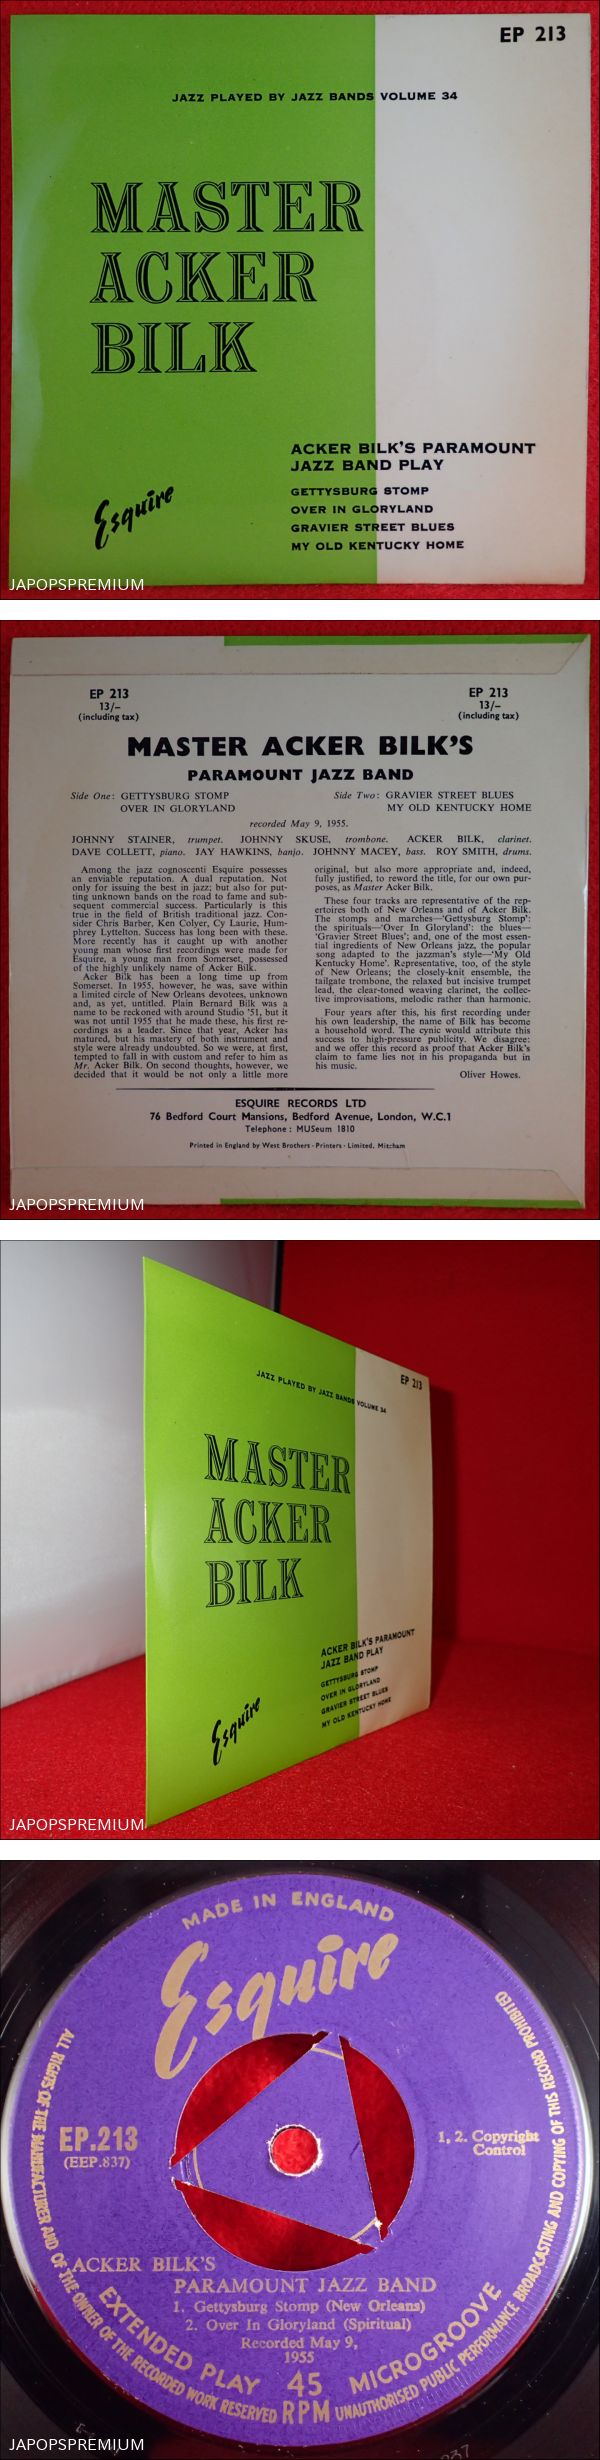 EP 213
JAZZ PLAYED BY JAZZ BANDS VOLUME 34
MASTER
ACKER
BILK
ACKER BILK'S PARAMOUNT
JAZZ BAND PLAY
GETTYSBURG STOMP
OVER IN GLORYLAND
GRAVIER STREET BLUES
MY OLD KENTUCKY HOME
Esquire
JAPOPSPREMIUM
EP 213
13/–
(including tax)
EP 213
13/–
(including tax)
MASTER ACKER BILK'S
PARAMOUNT JAZZ BAND
Side One: GETTYSBURG STOMP
OVER IN GLORYLAND
Side Two: GRAVIER STREET BLUES
MY OLD KENTUCKY HOME
recorded May 9, 1955.
JOHNNY STAINER, trumpet. JOHNNY SKUSE, trombone. ACKER BILK, clarinet.
DAVE COLLETT, piano. JAY HAWKINS, banjo. JOHNNY MACEY, bass. ROY SMITH, drums.
Among the jazz cognoscenti Esquire possesses
an enviable reputation. A dual reputation. Not
only for issuing the best in jazz; but also for put-
ting unknown bands on the road to fame and sub-
sequent commercial success. Particularly is this
true in the field of British traditional jazz. Con-
sider Chris Barber, Ken Colyer, Cy Laurie, Hum-
phrey Lyttelton. Success has long been with these.
More recently has it caught up with another
young man whose first recordings were made for
Esquire, a young man from Somerset, possessed
of the highly unlikely name of Acker Bilk.
Acker Bilk has been a long time up from
Somerset. In 1955, however, he was, save within
a limited circle of New Orleans devotees, unknown
and, as yet, untitled. Plain Bernard Bilk was a
name to be reckoned with around Studio '51, but it
was not until 1955 that he made these, his first re-
cordings as a leader. Since that year, Acker has
matured, but his mastery of both instrument and
style were already undoubted. So we were, at first,
tempted to fall in with custom and refer to him as
Mr. Acker Bilk. On second thoughts, however, we
decided that it would be not only a little more
original, but also more appropriate and, indeed,
fully justified, to reword the title, for our own pur-
poses, as Master Acker Bilk.
These four tracks are representative of the rep-
ertoires both of New Orleans and of Acker Bilk.
The stomps and marches—'Gettysburg Stomp':
the spirituals—'Over In Gloryland': the blues—
'Gravier Street Blues'; and, one of the most essen-
tial ingredients of New Orleans jazz, the popular
song adapted to the jazzman's style—'My Old
Kentucky Home'. Representative, too, of the style
of New Orleans; the closely-knit ensemble, the
tailgate trombone, the relaxed but incisive trumpet
lead, the clear-toned weaving clarinet, the collec-
tive improvisations, melodic rather than harmonic.
Four years after this, his first recording under
his own leadership, the name of Bilk has become
a household word. The cynic would attribute this
success to high-pressure publicity. We disagree:
and we offer this record as proof that Acker Bilk's
claim to fame lies not in his propaganda but in
his music.
Oliver Howes.
ESQUIRE RECORDS LTD
76 Bedford Court Mansions, Bedford Avenue, London, W.C.1
Telephone: MUSeum 1810
Printed in England by West Brothers · Printers · Limited, Mitcham
JAPOPSPREMIUM
EP 213
JAZZ PLAYED BY JAZZ BANDS VOLUME 34
MASTER
ACKER
BILK
ACKER BILK'S PARAMOUNT
JAZZ BAND PLAY
GETTYSBURG STOMP
OVER IN GLORYLAND
GRAVIER STREET BLUES
MY OLD KENTUCKY HOME
Esquire
JAPOPSPREMIUM
MADE IN ENGLAND
Esquire
ALL RIGHTS OF THE MANUFACTURER AND OF THE OWNER OF THE RECORDED WORK RESERVED
UNAUTHORISED PUBLIC PERFORMANCE BROADCASTING AND COPYING OF THIS RECORD PROHIBITED
EP.213
(EEP.837)
1, 2. Copyright
Control
ACKER BILK'S
PARAMOUNT JAZZ BAND
1. Gettysburg Stomp (New Orleans)
2. Over In Gloryland (Spiritual)
Recorded May 9,
1955
EXTENDED PLAY 45 RPM MICROGROOVE
JAPOPSPREMIUM